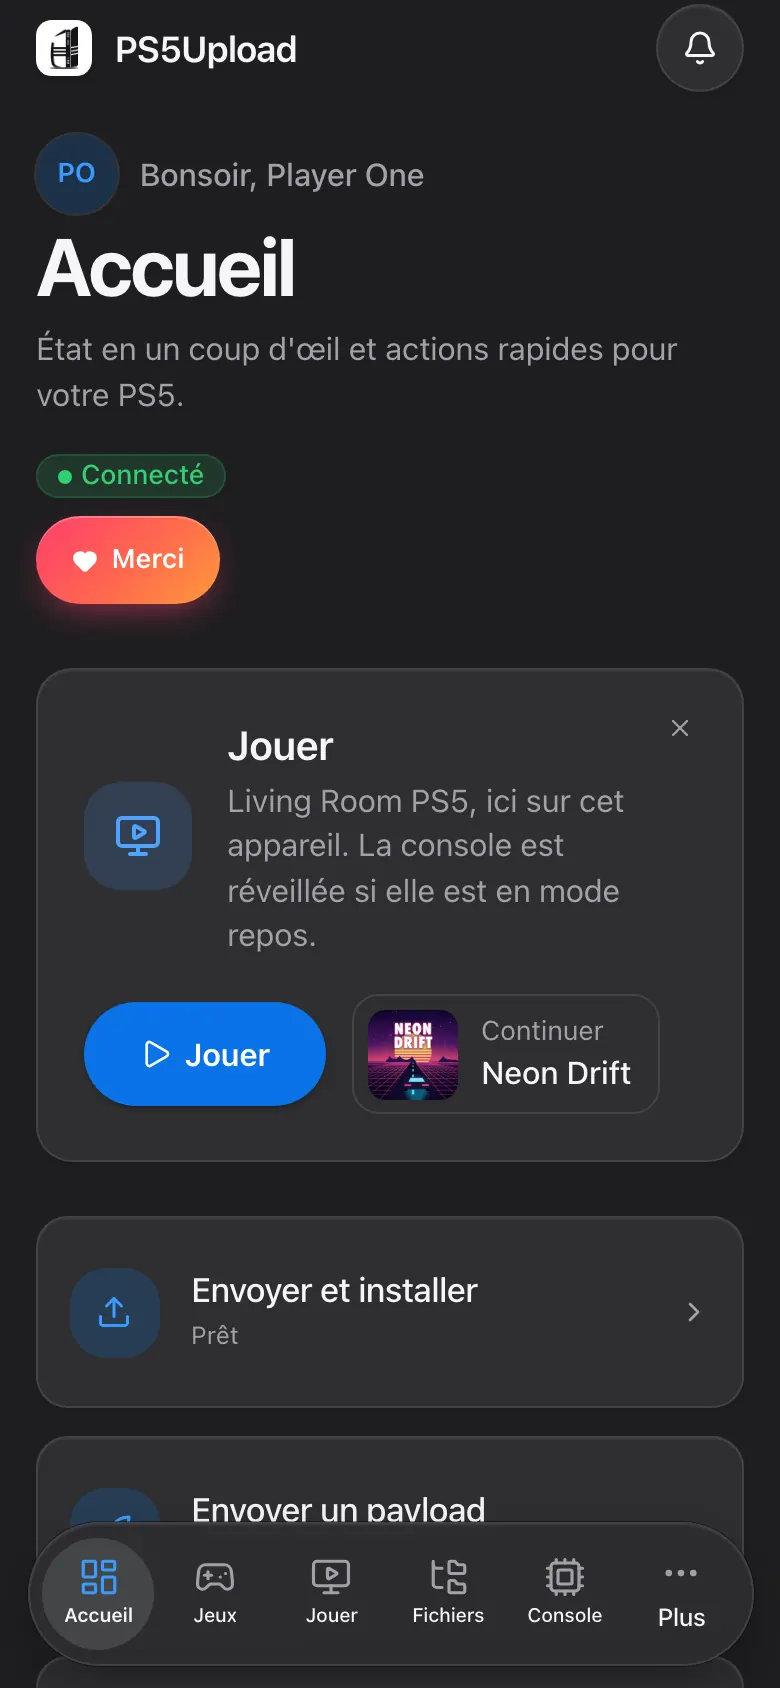 PS5Upload
PO
Bonsoir, Player One
Accueil
État en un coup d'œil et actions rapides pour
votre PS5.
Connecté
Merci
Jouer
Living Room PS5, ici sur cet
appareil. La console est
réveillée si elle est en mode
repos.
Jouer
NEON
DRIFT
Continuer
Neon Drift
Envoyer et installer
Prêt
Envoyer un payload
Accueil
Jeux
Jouer
Fichiers
Console
Plus